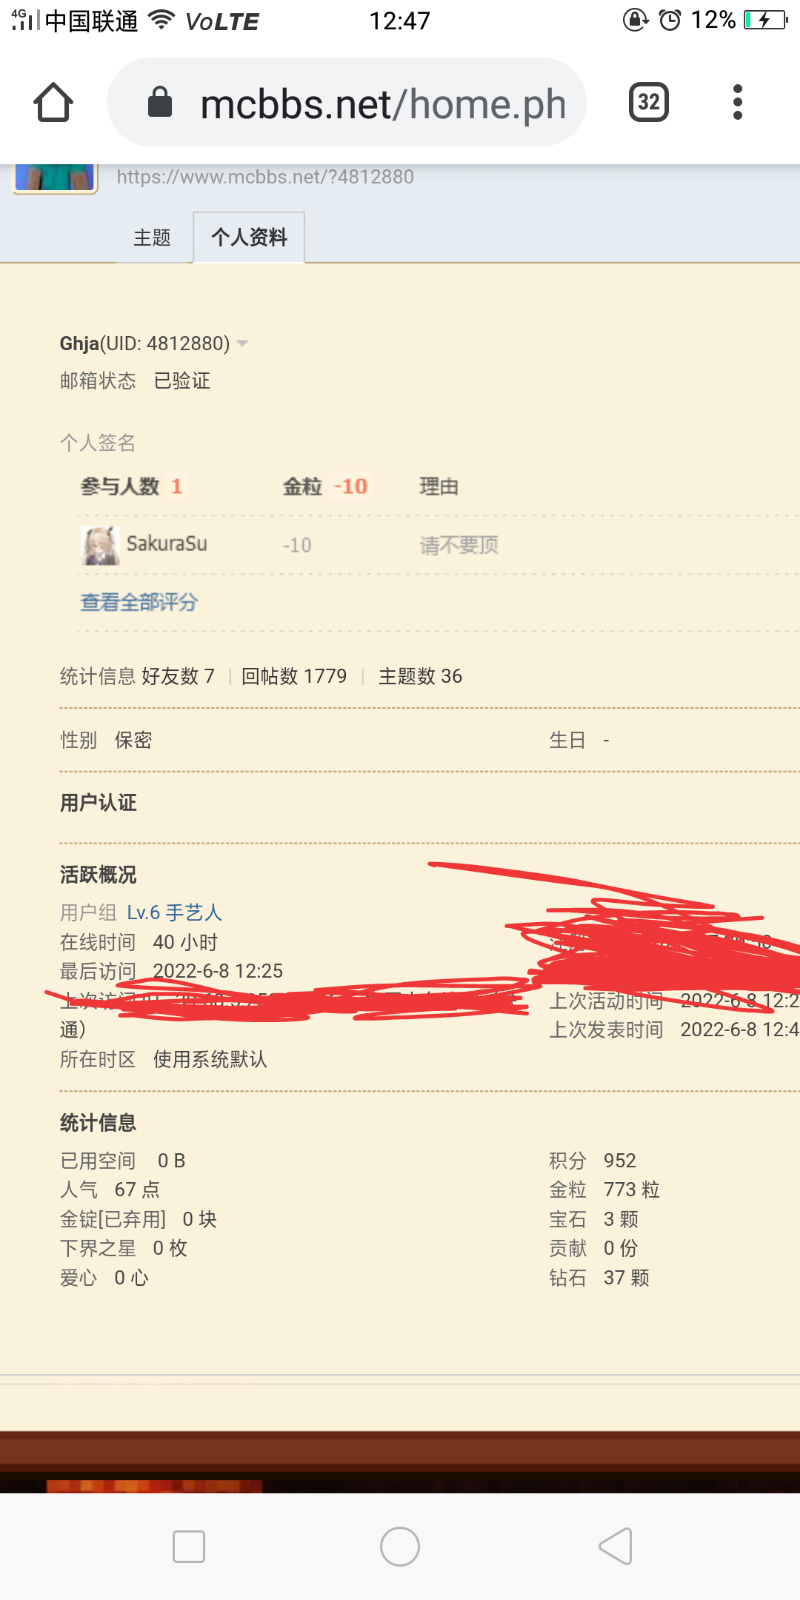 4G 中国联通 VoLTE 12:47 12%
mcbbs.net/home.ph 32
https://www.mcbbs.net/?4812880
主题 个人资料
Ghja(UID: 4812880)
邮箱状态 已验证
个人签名
参与人数 1 金粒 -10 理由
SakuraSu -10 请不要顶
查看全部评分
统计信息 好友数 7 | 回帖数 1779 | 主题数 36
性别 保密 生日 -
用户认证
活跃概况
用户组 Lv.6 手艺人
在线时间 40 小时
最后访问 2022-6-8 12:25
上次访问 上次活动时间 2022-6-8 12:2
通） 上次发表时间 2022-6-8 12:4
所在时区 使用系统默认
统计信息
已用空间 0 B 积分 952
人气 67 点 金粒 773 粒
金锭[已弃用] 0 块 宝石 3 颗
下界之星 0 枚 贡献 0 份
爱心 0 心 钻石 37 颗